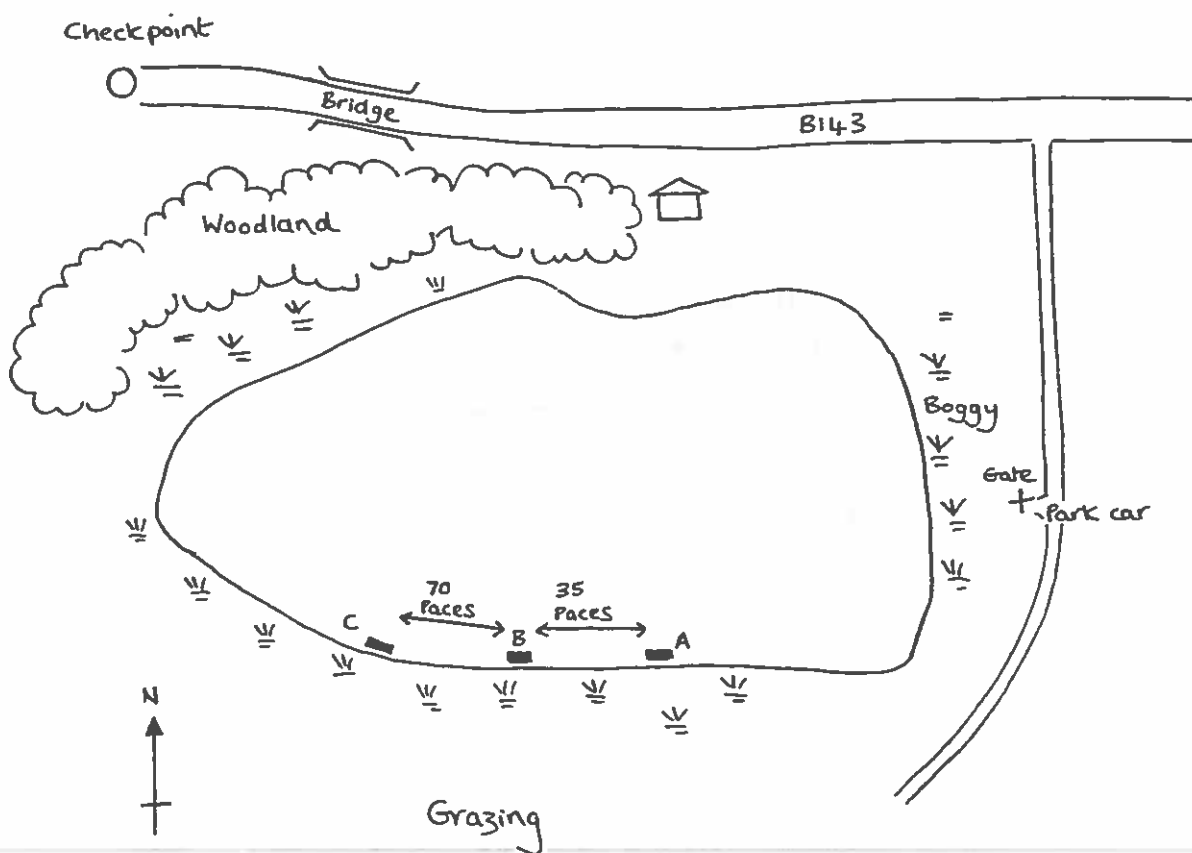 Checkpoint
Bridge
B143
Woodland
Boggy
Gate
Park car
70
Paces
35
Paces
C
B
A
N
Grazing